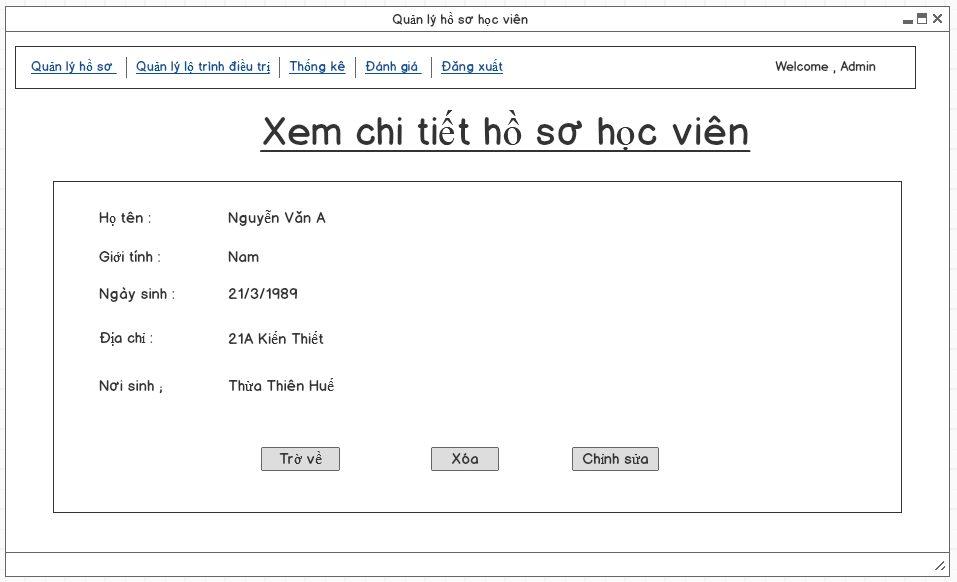 Quản lý hồ sơ học viên
Quản lý hồ sơ Quản lý lộ trình điều trị Thống kê Đánh giá Đăng xuất Welcome , Admin
Xem chi tiết hồ sơ học viên
Họ tên : Nguyễn Văn A
Giới tính : Nam
Ngày sinh : 21/3/1989
Địa chỉ : 21A Kiến Thiết
Nơi sinh ; Thừa Thiên Huế
Trờ về Xóa Chỉnh sửa